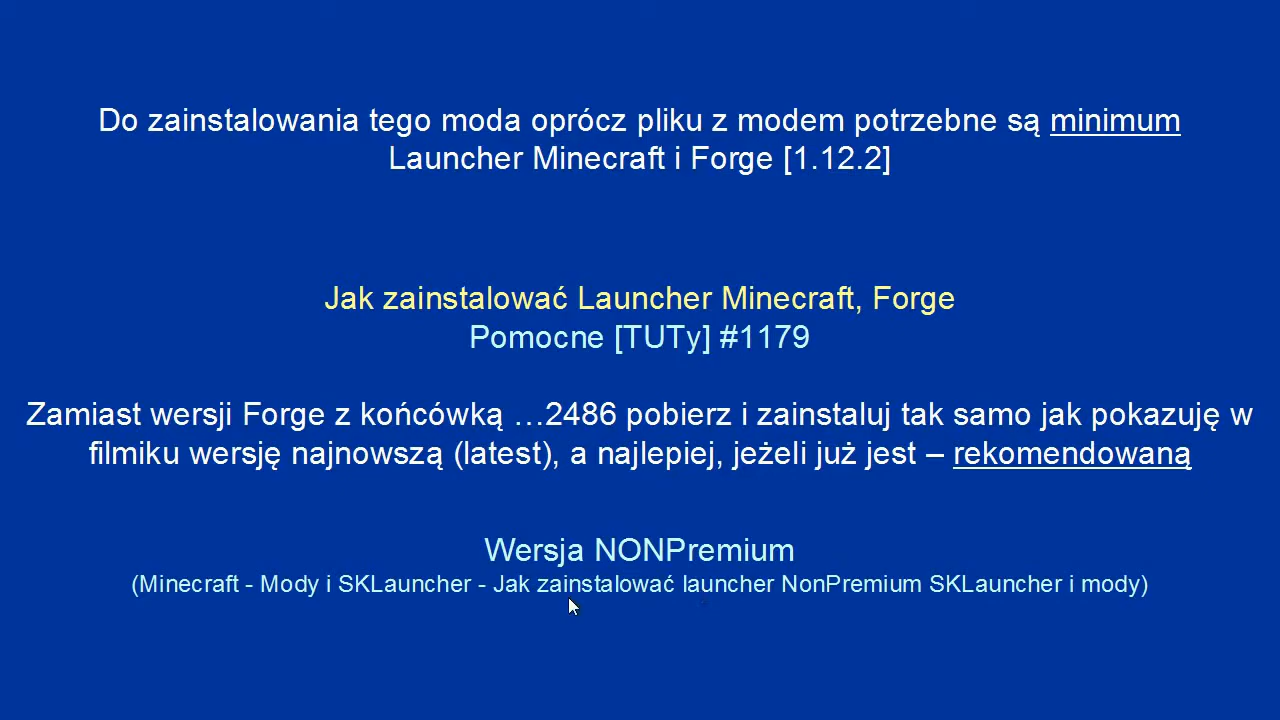 Do zainstalowania tego moda oprócz pliku z modem potrzebne są minimum
Launcher Minecraft i Forge [1.12.2]
Jak zainstalować Launcher Minecraft, Forge
Pomocne [TUTy] #1179
Zamiast wersji Forge z końcówką …2486 pobierz i zainstaluj tak samo jak pokazuję w
filmiku wersję najnowszą (latest), a najlepiej, jeżeli już jest – rekomendowaną
Wersja NONPremium
(Minecraft - Mody i SKLauncher - Jak zainstalować launcher NonPremium SKLauncher i mody)